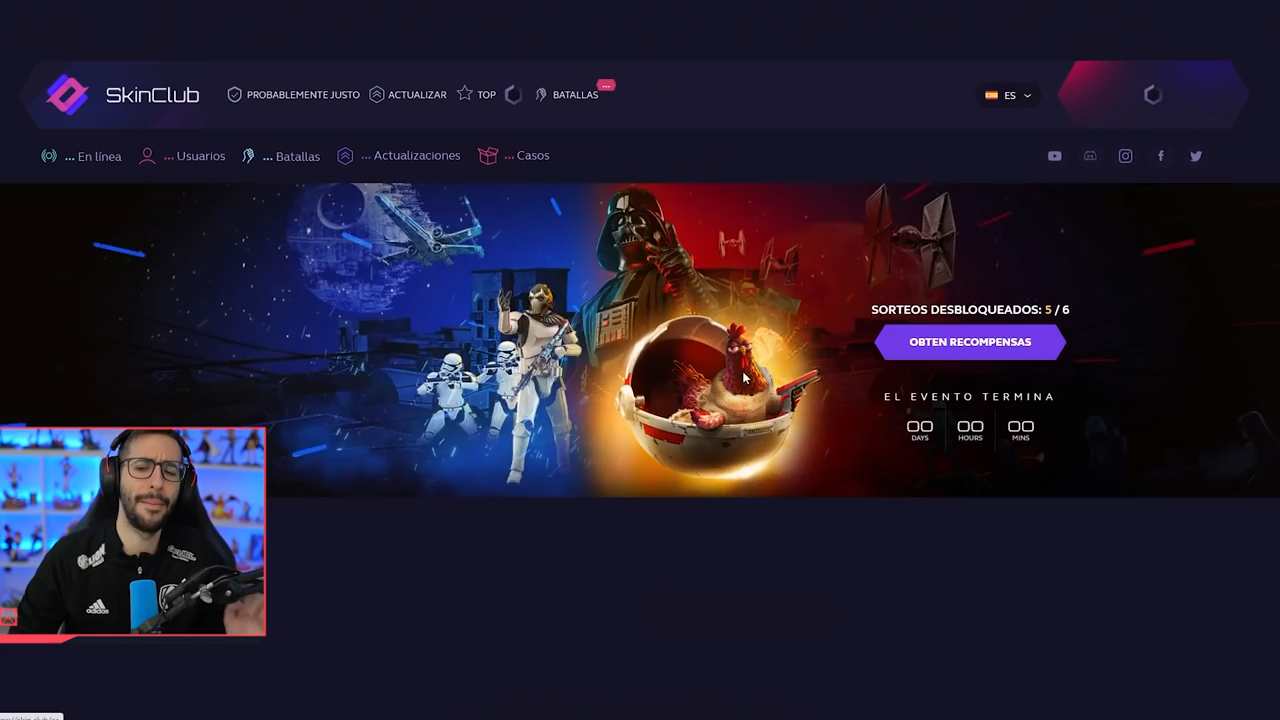 SKINCLUB
PROBABLEMENTE JUSTO
ACTUALIZAR
TOP
BATALLAS
...
ES
... En línea
... Usuarios
... Batallas
... Actualizaciones
... Casos
SORTEOS DESBLOQUEADOS: 5 / 6
OBTEN RECOMPENSAS
EL EVENTO TERMINA
00 00 00
DAYS HOURS MINS
adidas